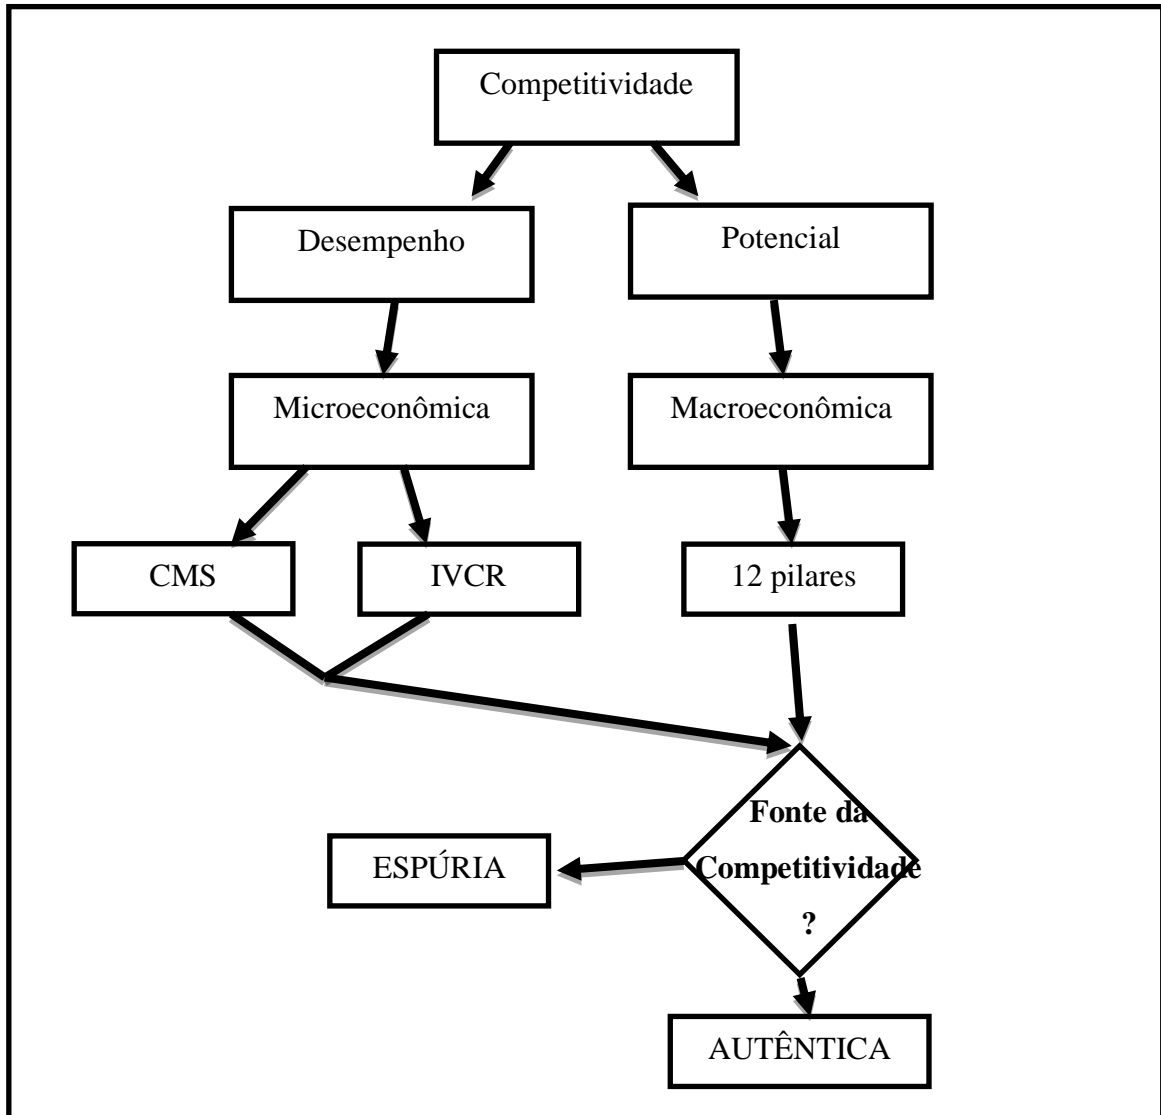 Competitividade
Desempenho
Potencial
Microeconômica
Macroeconômica
CMS
IVCR
12 pilares
Fonte da
Competitividade
?
ESPÚRIA
AUTÊNTICA